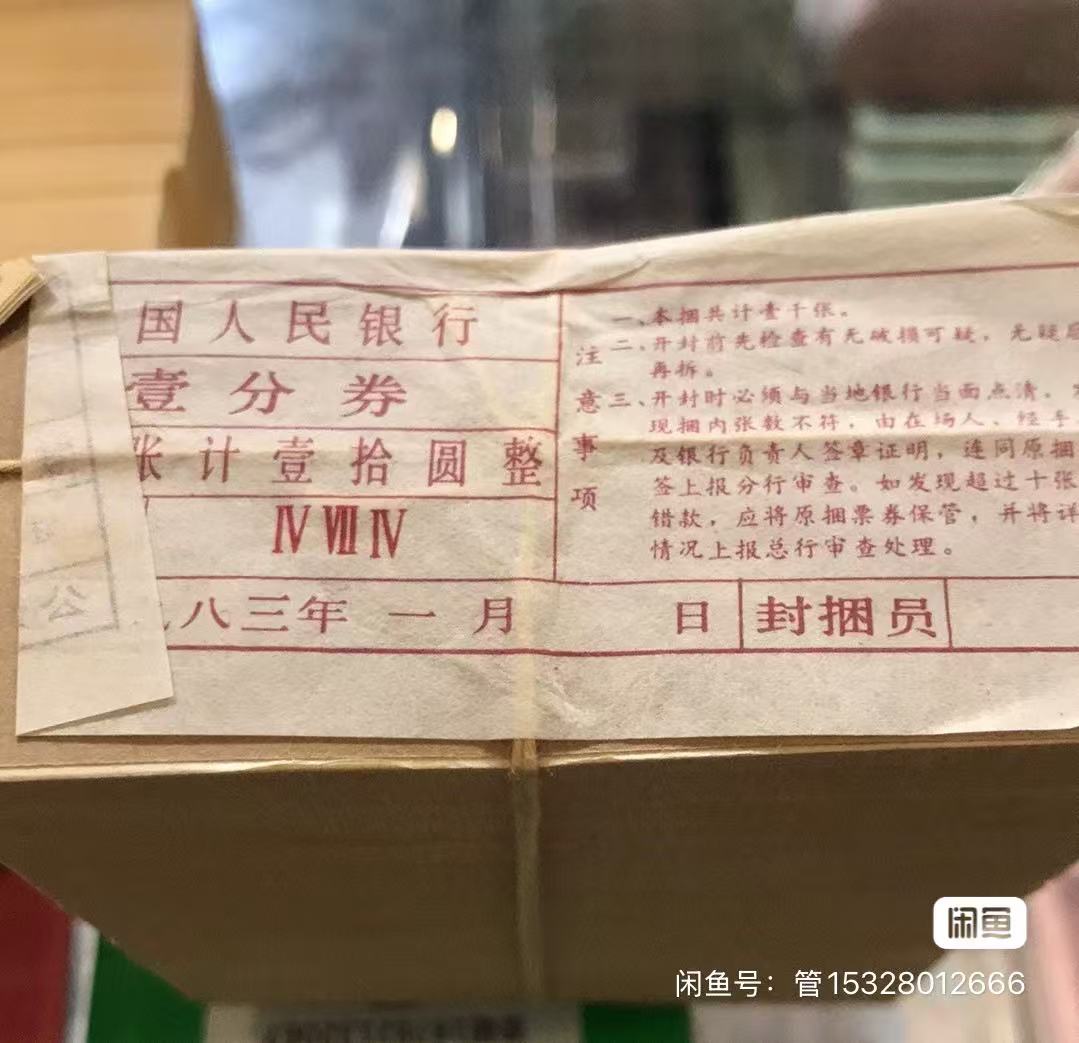 国人民银行
壹分券
张计壹拾圆整
Ⅳ Ⅶ Ⅳ
八三年 一月 日 封捆员
注意事项
一、本捆共计壹千张。
二、开封前先检查有无破损可疑，无疑
再拆。
三、开封时必须与当地银行当面点清。
现捆内张数不符，由在场人、经手
及银行负责人签章证明，连同原捆
签上报分行审查。如发现超过十张
错款，应将原捆票券保管，并将详
情况上报总行审查处理。
公
闲鱼
闲鱼号：管15328012666